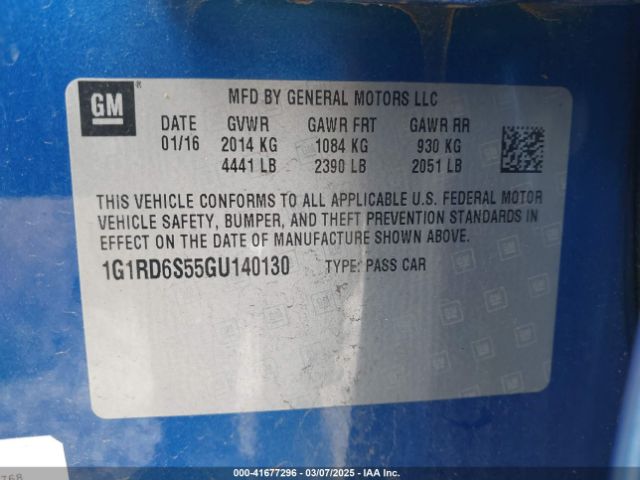 GM
®
MFD BY GENERAL MOTORS LLC
DATE GVWR GAWR FRT GAWR RR
01/16 2014 KG 1084 KG 930 KG
4441 LB 2390 LB 2051 LB
THIS VEHICLE CONFORMS TO ALL APPLICABLE U.S. FEDERAL MOTOR
VEHICLE SAFETY, BUMPER, AND THEFT PREVENTION STANDARDS IN
EFFECT ON THE DATE OF MANUFACTURE SHOWN ABOVE.
1G1RD6S55GU140130 TYPE: PASS CAR
768
000-41677296 - 03/07/2025 - IAA Inc.